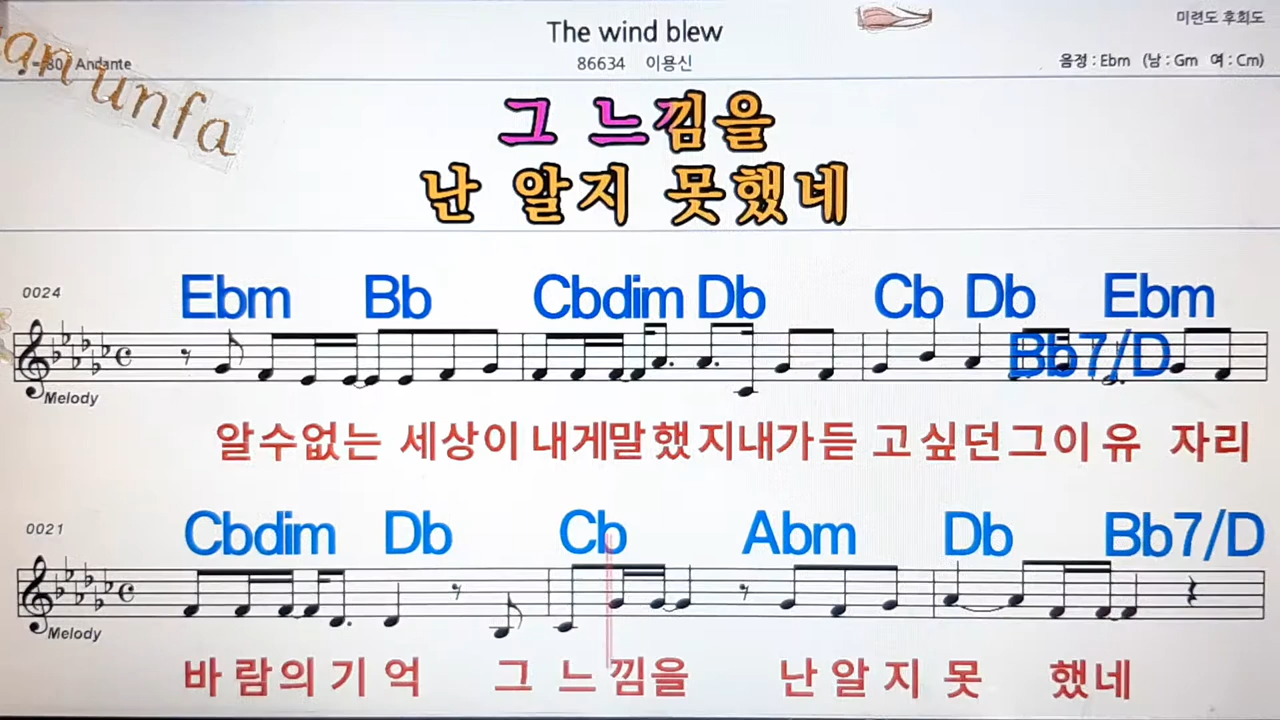 The wind blew
미련도 후회도
an unfa
=80 Andante
86634 이용신
음정 : Ebm (남 : Gm 여 : Cm)
그 느낌을
난 알지 못했네
0024
Ebm Bb Cbdim Db Cb Db Ebm
Bb7/D
Melody
알수없는 세상이 내게말했지내가듣 고싶던그이유 자리
0021
Cbdim Db Cb Abm Db Bb7/D
Melody
바람의기억 그느낌을 난알지못 했네